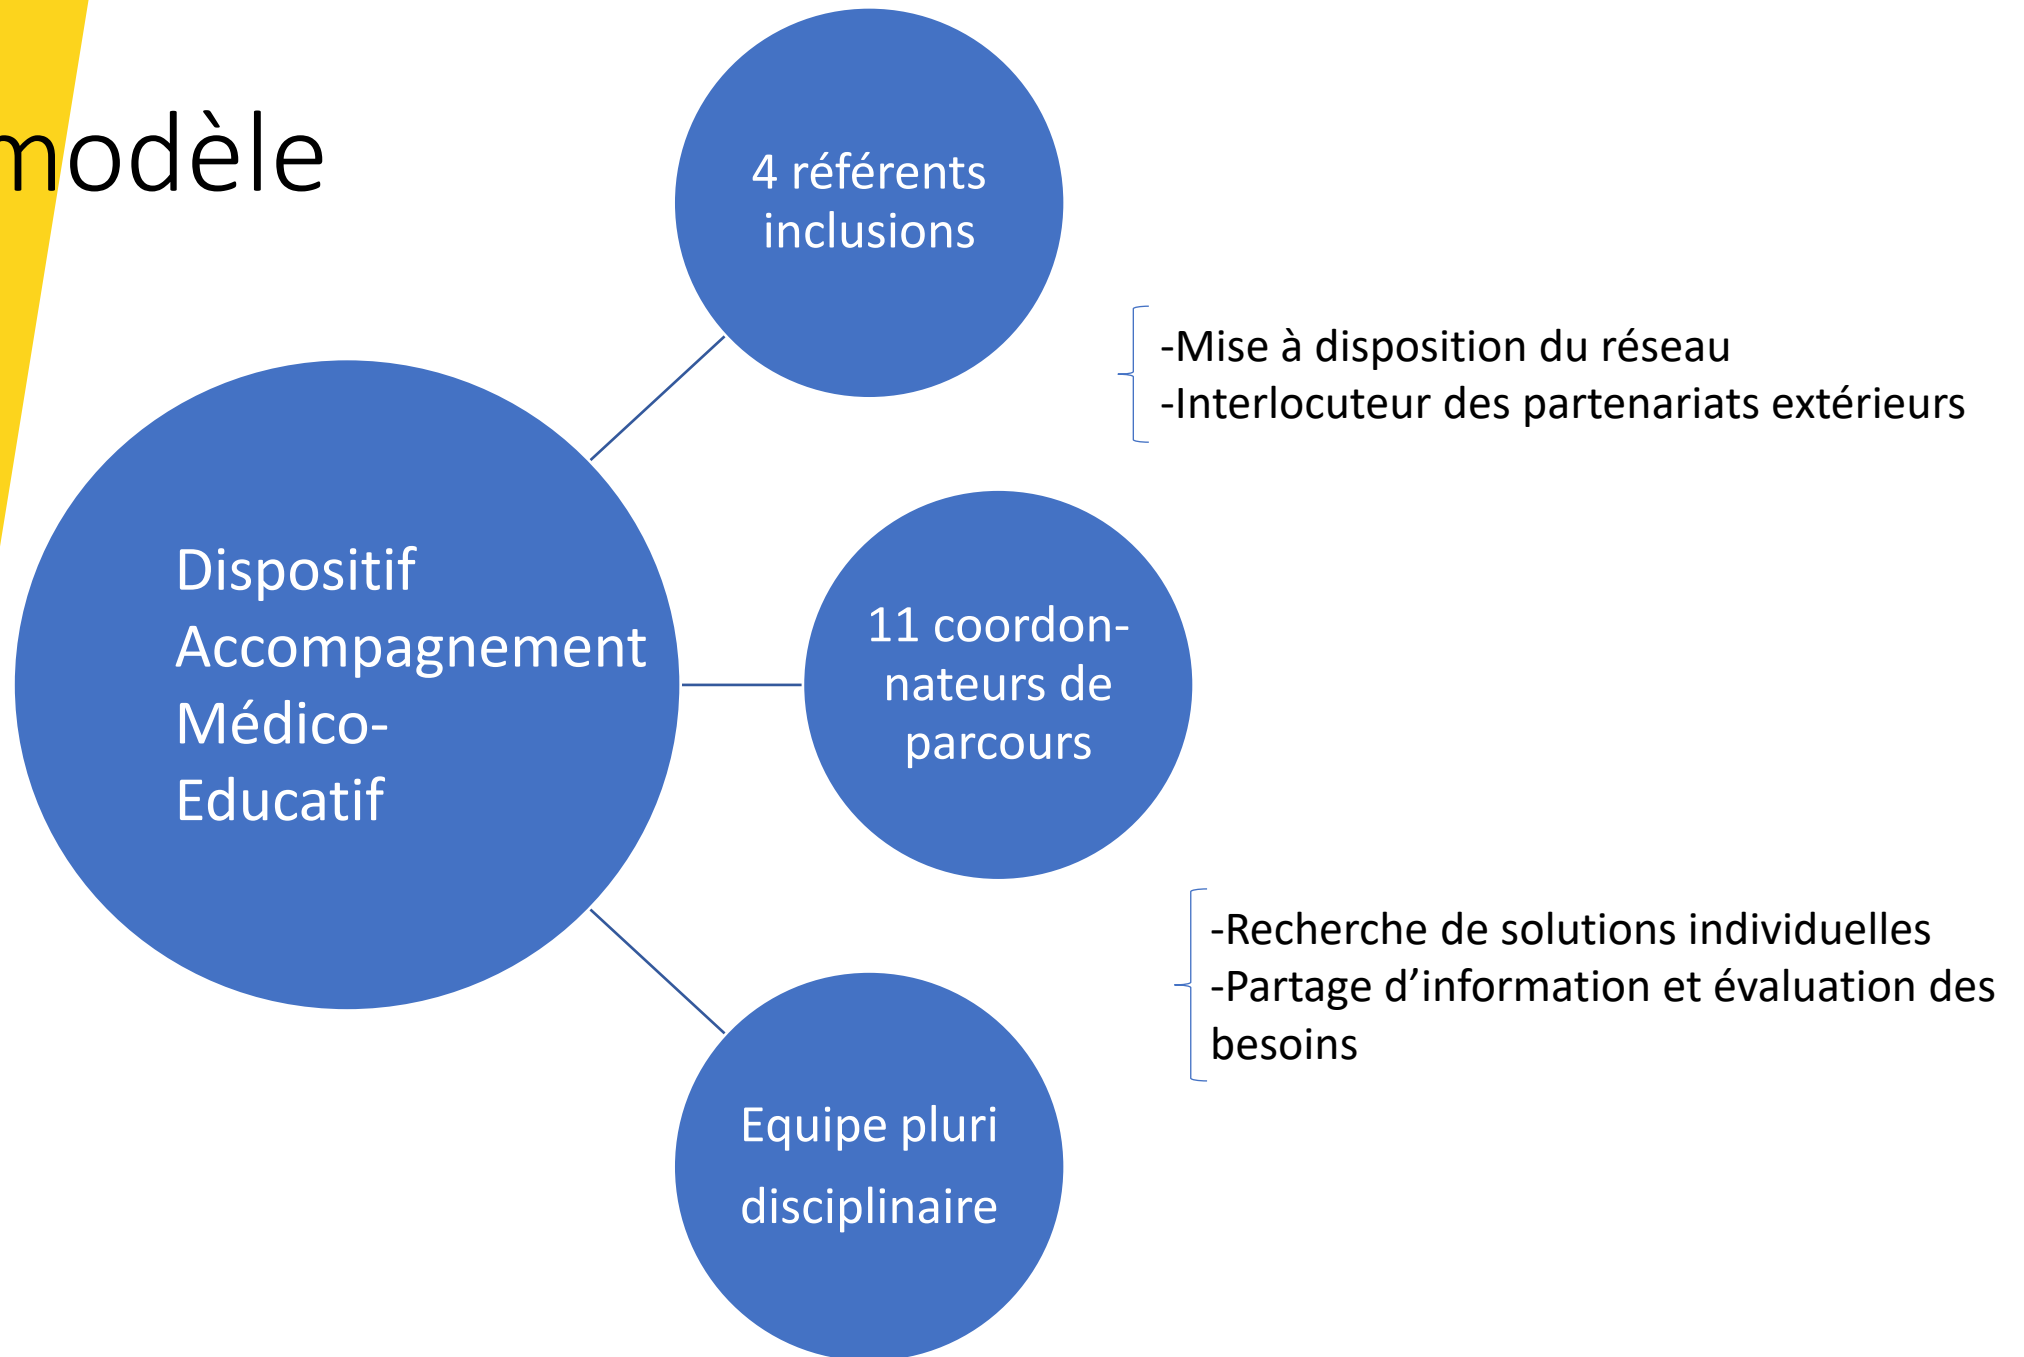 modèle
4 référents
inclusions
-Mise à disposition du réseau
-Interlocuteur des partenariats extérieurs
Dispositif
Accompagnement
Médico-
Educatif
11 coordon-
nateurs de
parcours
-Recherche de solutions individuelles
-Partage d’information et évaluation des
besoins
Equipe pluri
disciplinaire